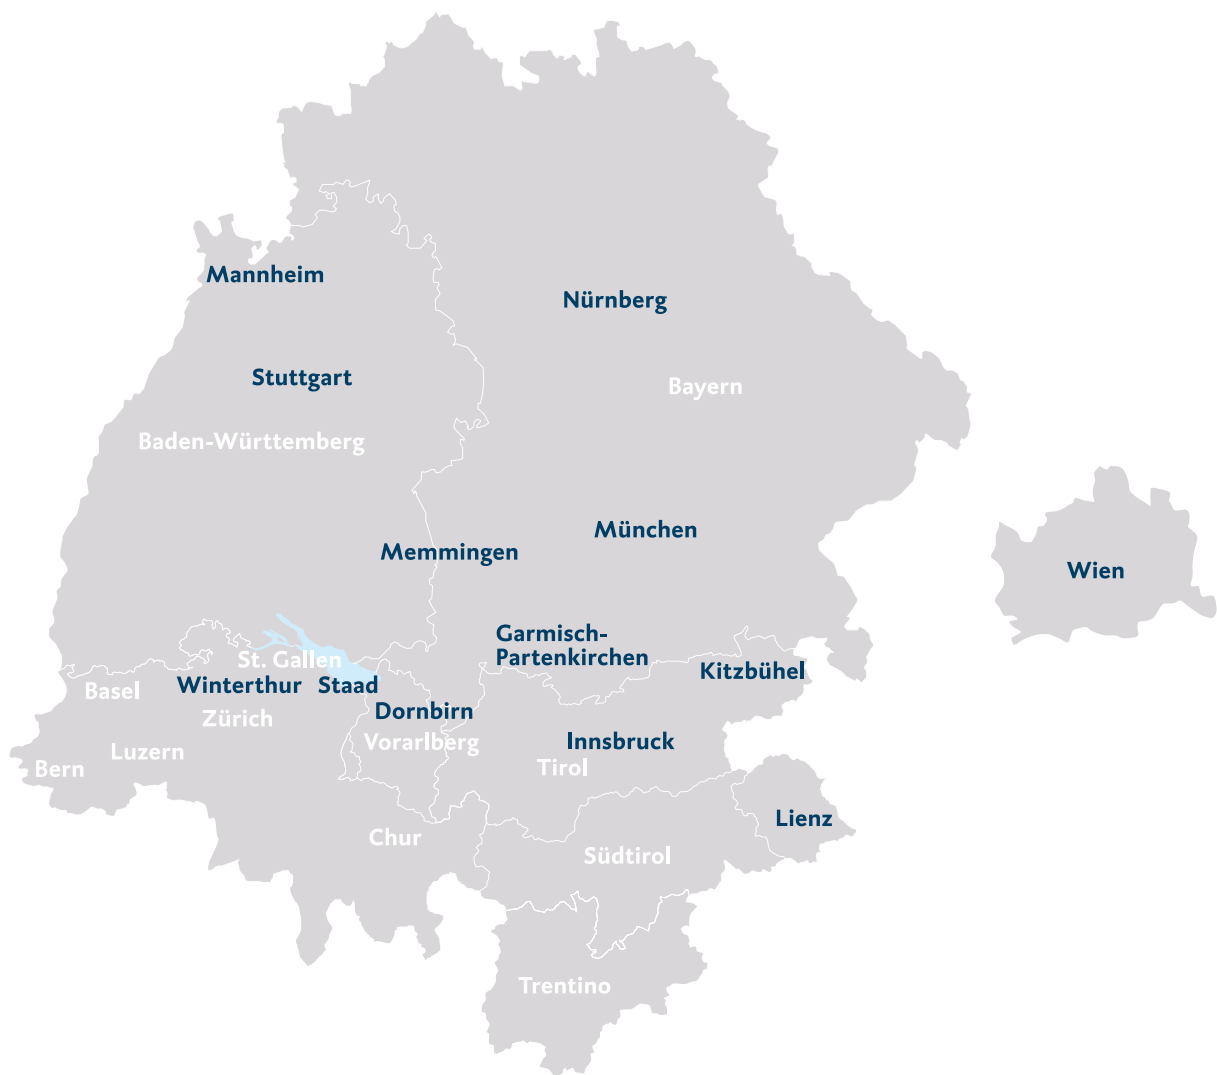 Mannheim
Nürnberg
Stuttgart
Bayern
Baden-Württemberg
München
Memmingen
Wien
Garmisch-
Partenkirchen
St. Gallen
Kitzbühel
Basel
Winterthur
Staad
Dornbirn
Zürich
Vorarlberg
Innsbruck
Luzern
Bern
Tirol
Lienz
Chur
Südtirol
Trentino